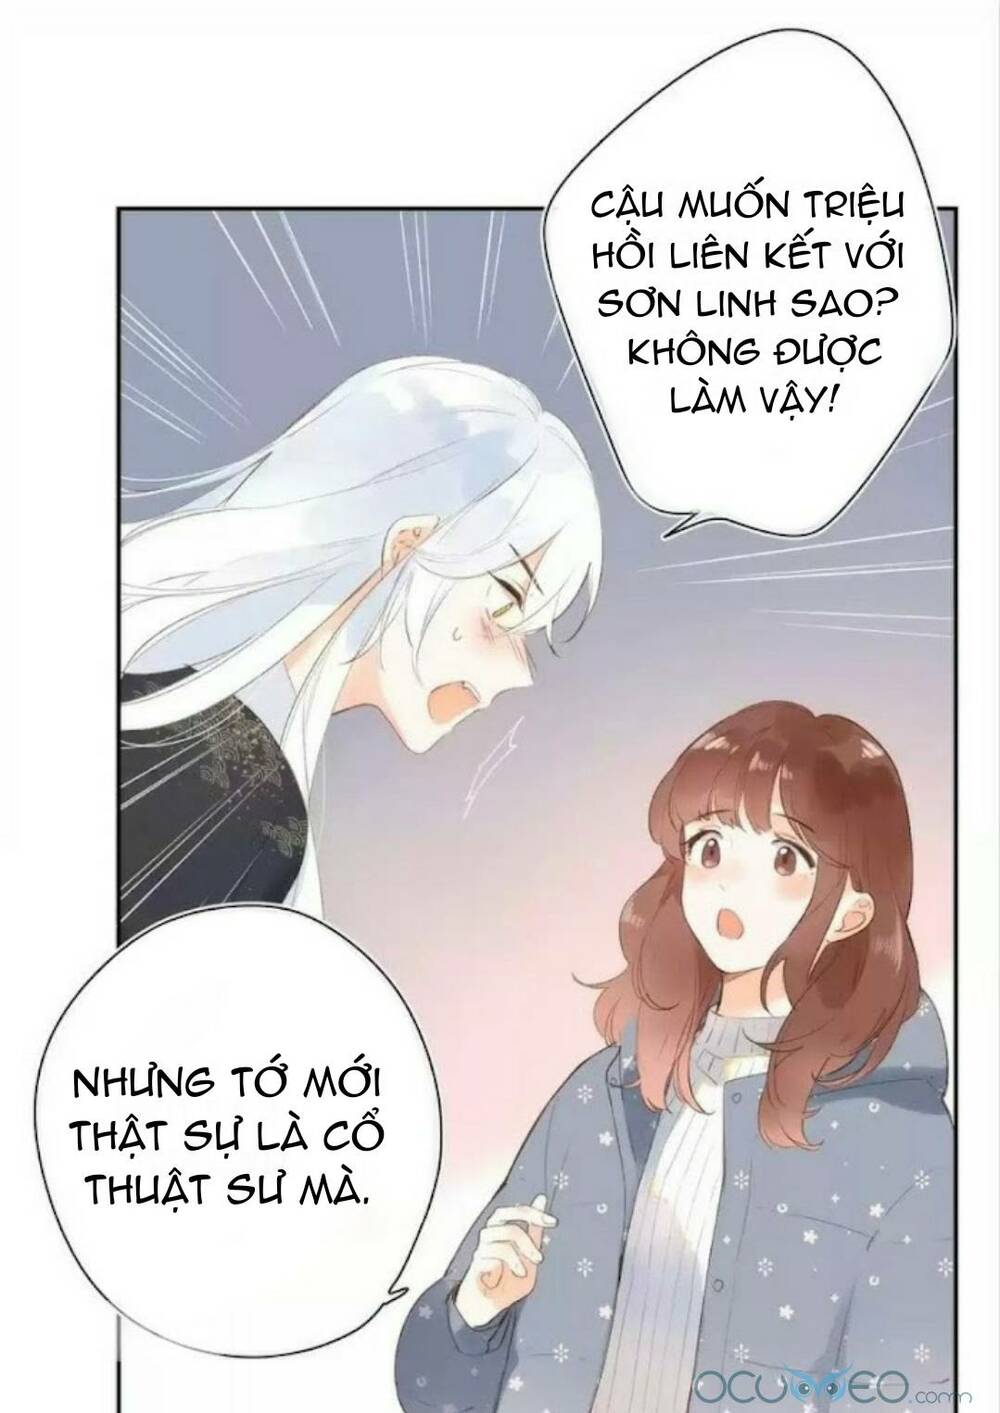 CẬU MUỐN TRIỆU
HỒI LIÊN KẾT VỚI
SƠN LINH SAO?
KHÔNG ĐƯỢC
LÀM VẬY!
NHƯNG TỚ MỚI
THẬT SỰ LÀ CỔ
THUẬT SƯ MÀ.
OCUMEO.com